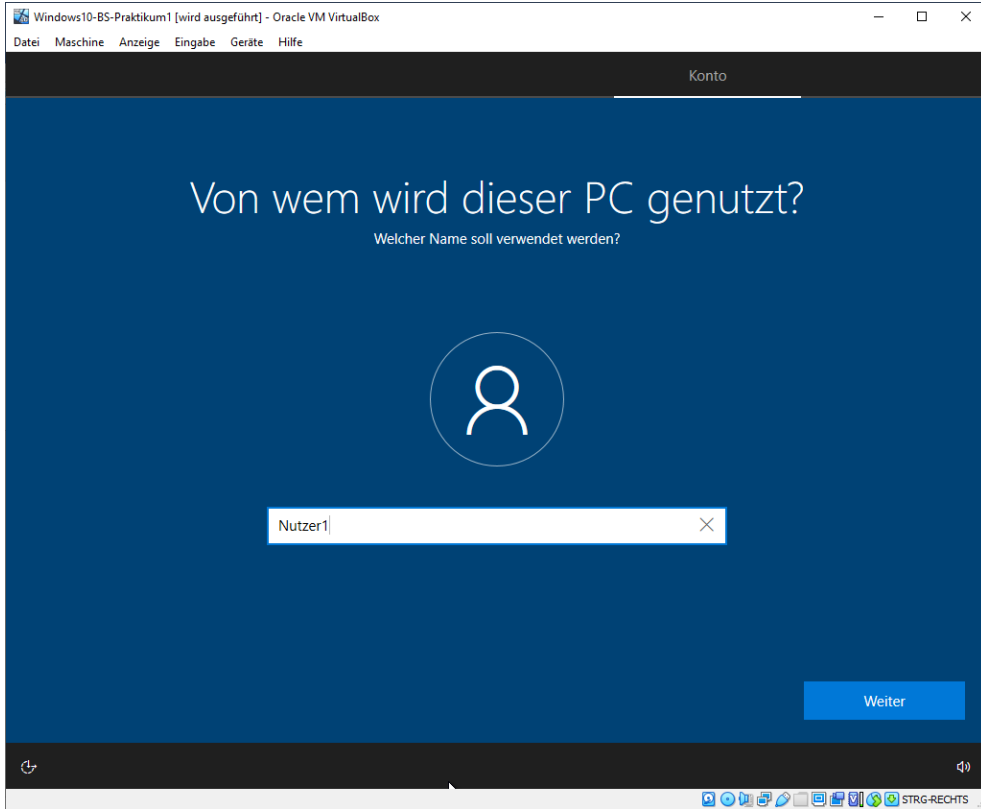 Windows10-BS-Praktikum1 [wird ausgeführt] - Oracle VM VirtualBox
Datei Maschine Anzeige Eingabe Geräte Hilfe
Konto
Von wem wird dieser PC genutzt?
Welcher Name soll verwendet werden?
Nutzer1
Weiter
STRG-RECHTS